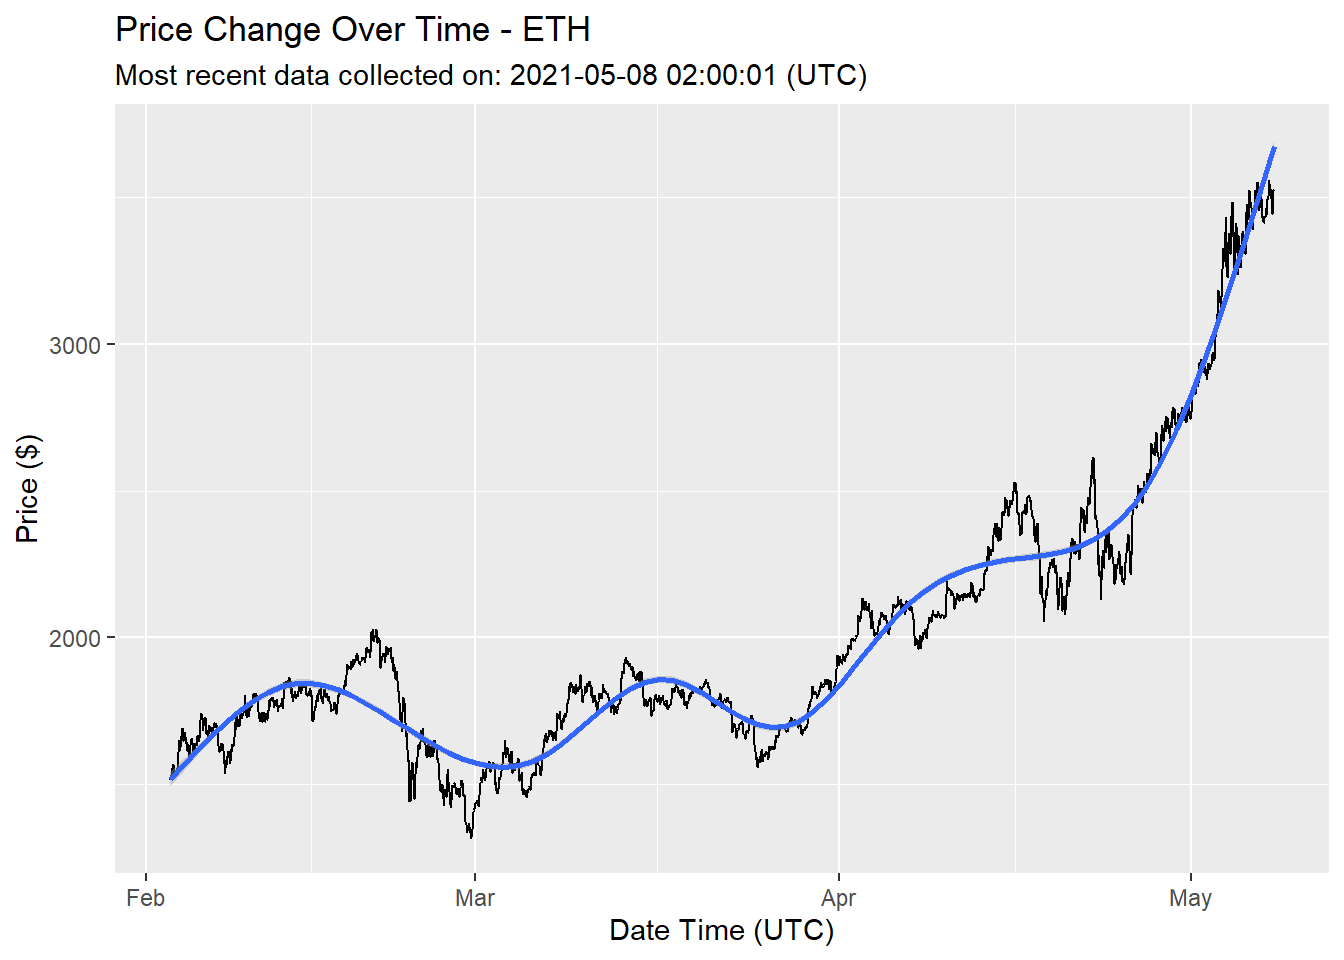 Price Change Over Time - ETH
Most recent data collected on: 2021-05-08 02:00:01 (UTC)
Price ($)
3000
2000
Feb
Mar
Apr
May
Date Time (UTC)